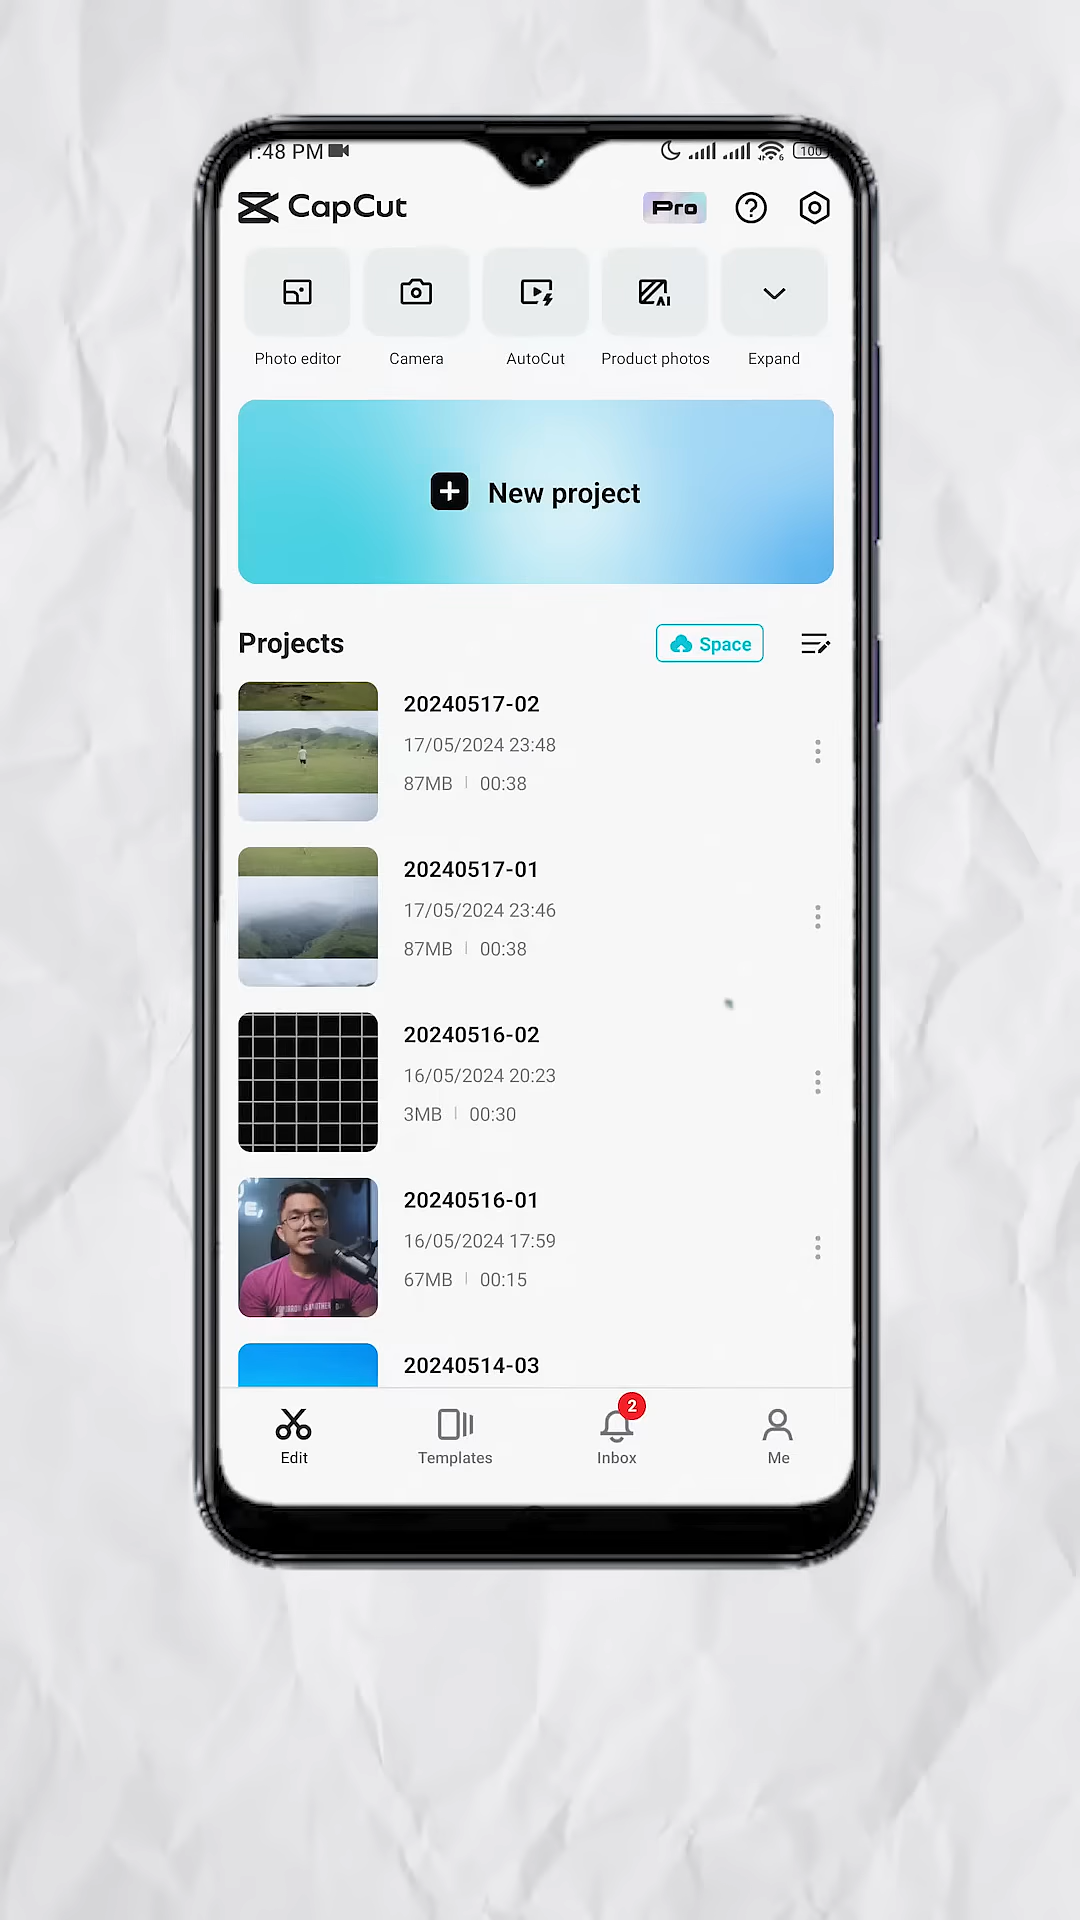 1:48 PM
100
CapCut
Pro
AI
Photo editor
Camera
AutoCut
Product photos
Expand
New project
Projects
Space
20240517-02
17/05/2024 23:48
87MB | 00:38
20240517-01
17/05/2024 23:46
87MB | 00:38
20240516-02
16/05/2024 20:23
3MB | 00:30
20240516-01
16/05/2024 17:59
67MB | 00:15
20240514-03
2
Edit
Templates
Inbox
Me